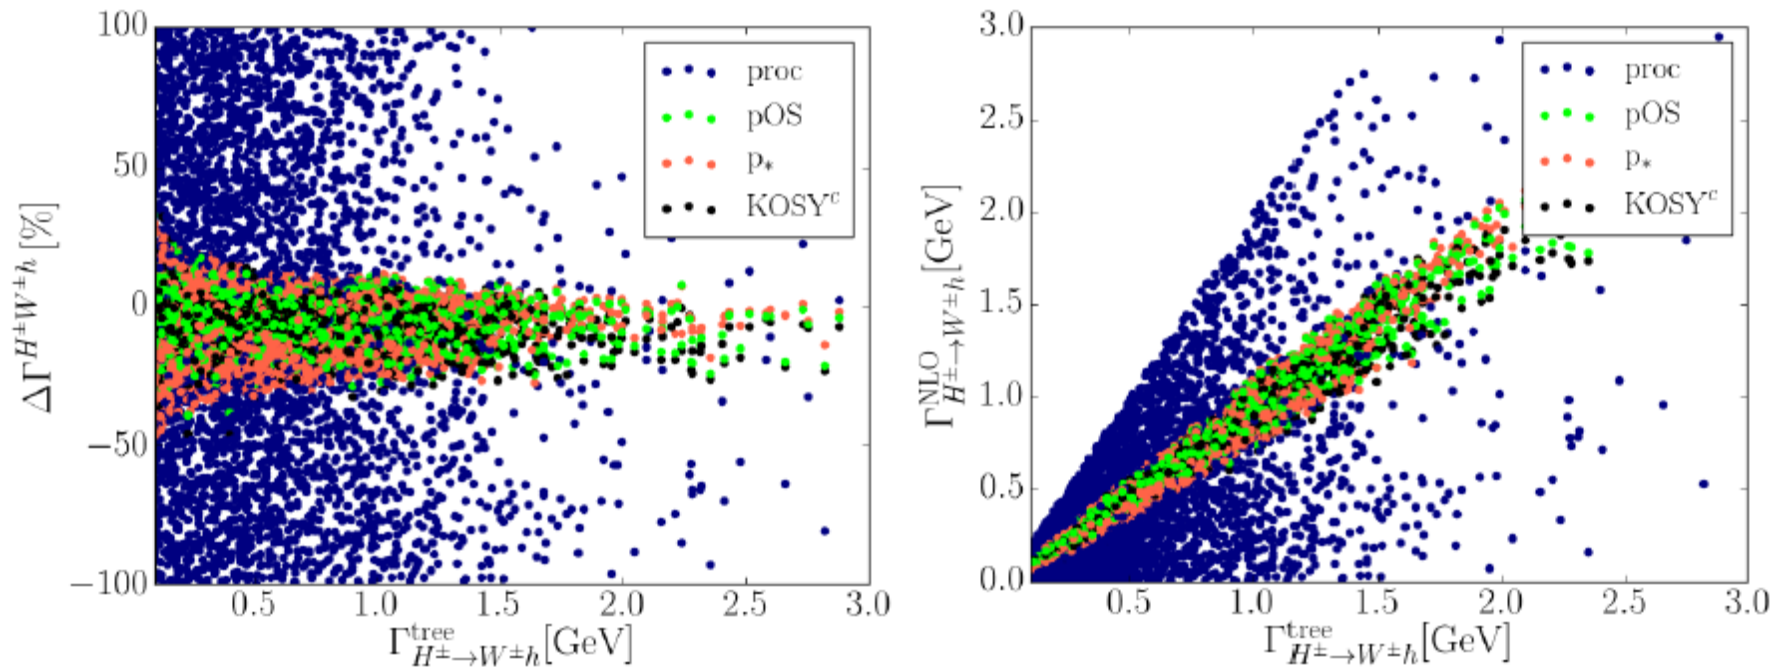 100
50
0
−50
−100
ΔΓ^{H±W±h} [%]
proc
pOS
p_*
KOSY^c
0.5 1.0 1.5 2.0 2.5 3.0
Γ^{tree}_{H±→W±h}[GeV]
3.0
2.5
2.0
1.5
1.0
0.5
0.0
Γ^{NLO}_{H±→W±h}[GeV]
proc
pOS
p_*
KOSY^c
0.5 1.0 1.5 2.0 2.5 3.0
Γ^{tree}_{H±→W±h}[GeV]